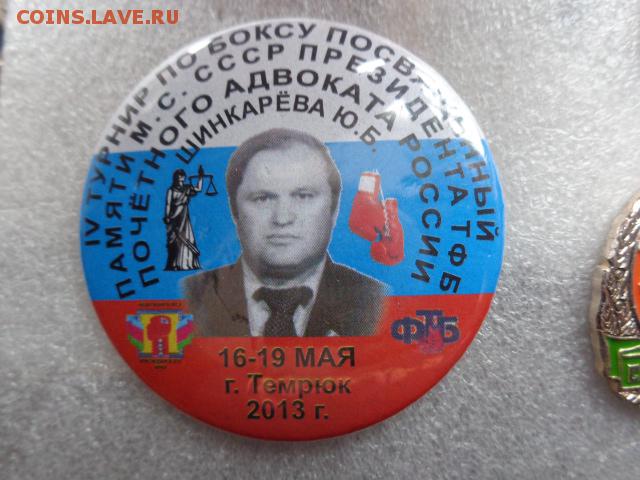 COINS.LAVE.RU
IV ТУРНИР ПО БОКСУ ПОСВЯЩЁННЫЙ
ПАМЯТИ М.С. СССР ПРЕЗИДЕНТА ТФБ
ПОЧЁТНОГО АДВОКАТА РОССИИ
ШИНКАРЁВА Ю.Б.
ФТБ
16-19 МАЯ
г. Темрюк
2013 г.